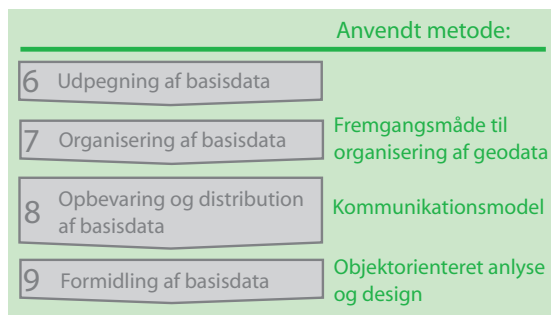 Anvendt metode:
6 Udpegning af basisdata
7 Organisering af basisdata
Fremgangsmåde til
organisering af geodata
8 Opbevaring og distribution
af basisdata
Kommunikationsmodel
9 Formidling af basisdata
Objektorienteret anlyse
og design